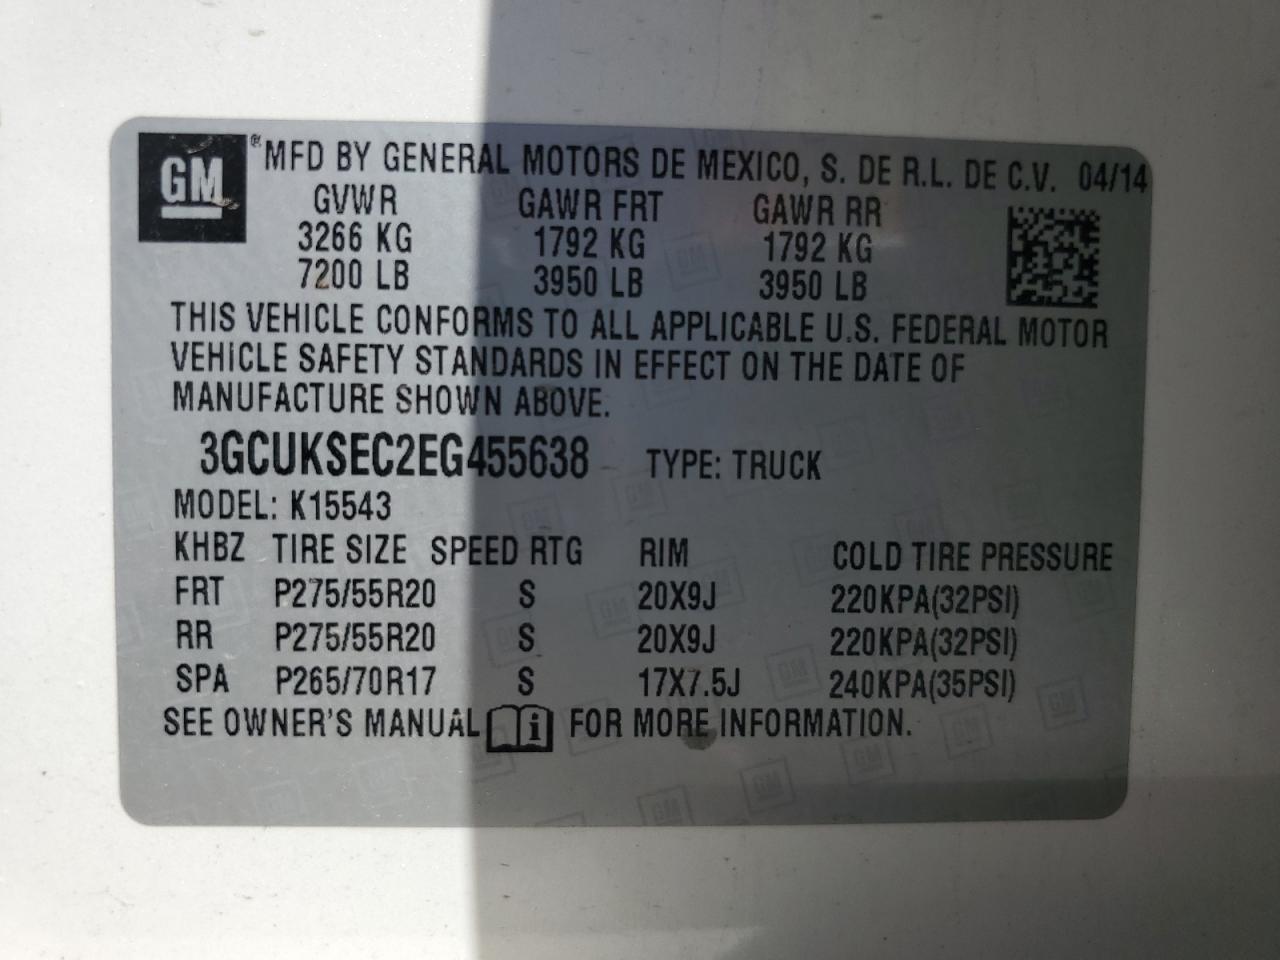 GM ® MFD BY GENERAL MOTORS DE MEXICO, S. DE R.L. DE C.V. 04/14
GVWR GAWR FRT GAWR RR
3266 KG 1792 KG 1792 KG
7200 LB 3950 LB 3950 LB
THIS VEHICLE CONFORMS TO ALL APPLICABLE U.S. FEDERAL MOTOR
VEHICLE SAFETY STANDARDS IN EFFECT ON THE DATE OF
MANUFACTURE SHOWN ABOVE.
3GCUKSEC2EG455638 TYPE: TRUCK
MODEL: K15543
KHBZ TIRE SIZE SPEED RTG RIM COLD TIRE PRESSURE
FRT P275/55R20 S 20X9J 220KPA(32PSI)
RR P275/55R20 S 20X9J 220KPA(32PSI)
SPA P265/70R17 S 17X7.5J 240KPA(35PSI)
SEE OWNER'S MANUAL i FOR MORE INFORMATION.